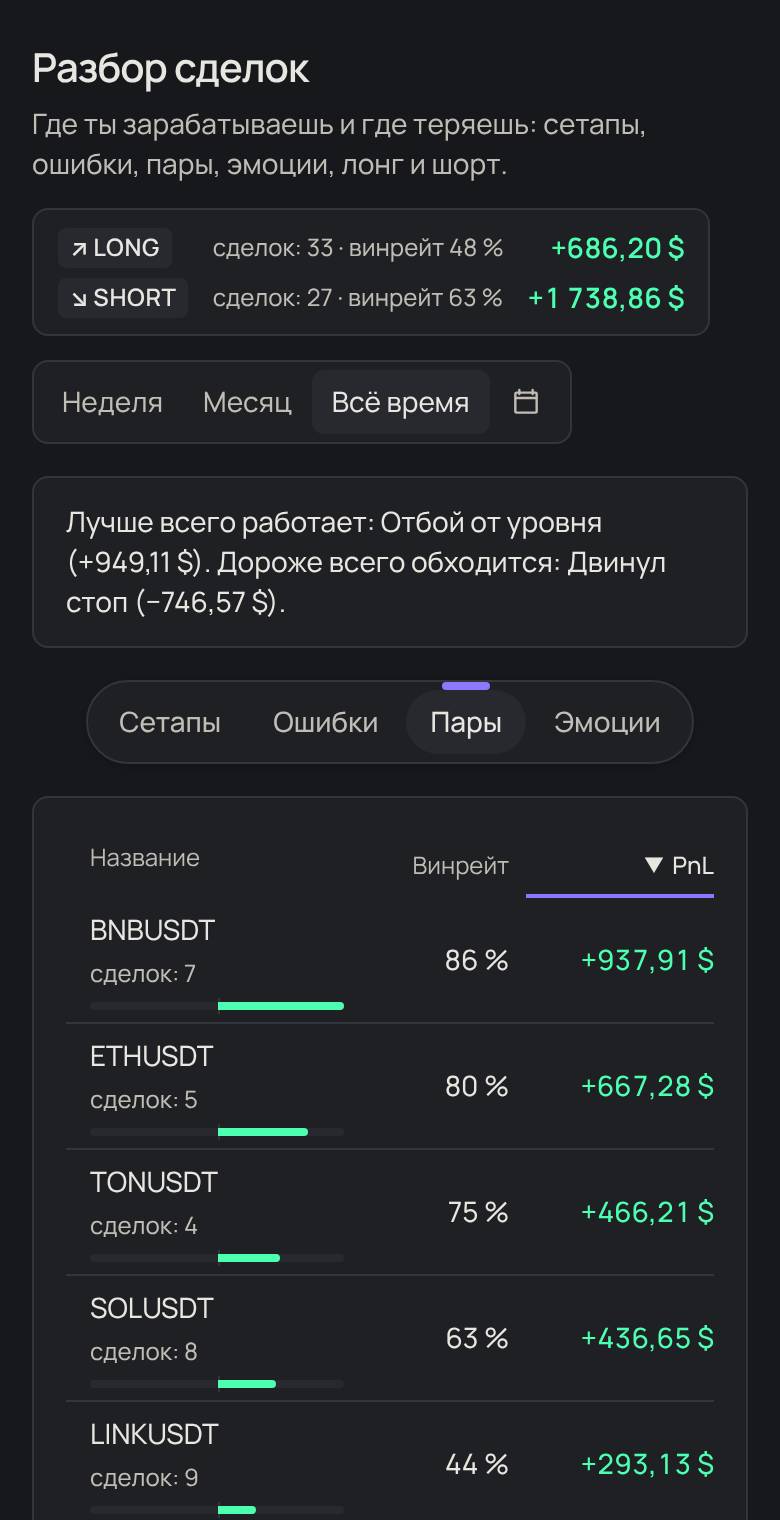 Разбор сделок
Где ты зарабатываешь и где теряешь: сетапы,
ошибки, пары, эмоции, лонг и шорт.
↗ LONG сделок: 33 · винрейт 48 % +686,20 $
↘ SHORT сделок: 27 · винрейт 63 % +1 738,86 $
Неделя Месяц Всё время
Лучше всего работает: Отбой от уровня
(+949,11 $). Дороже всего обходится: Двинул
стоп (−746,57 $).
Сетапы Ошибки Пары Эмоции
Название Винрейт ▼ PnL
BNBUSDT
сделок: 7 86 % +937,91 $
ETHUSDT
сделок: 5 80 % +667,28 $
TONUSDT
сделок: 4 75 % +466,21 $
SOLUSDT
сделок: 8 63 % +436,65 $
LINKUSDT
сделок: 9 44 % +293,13 $